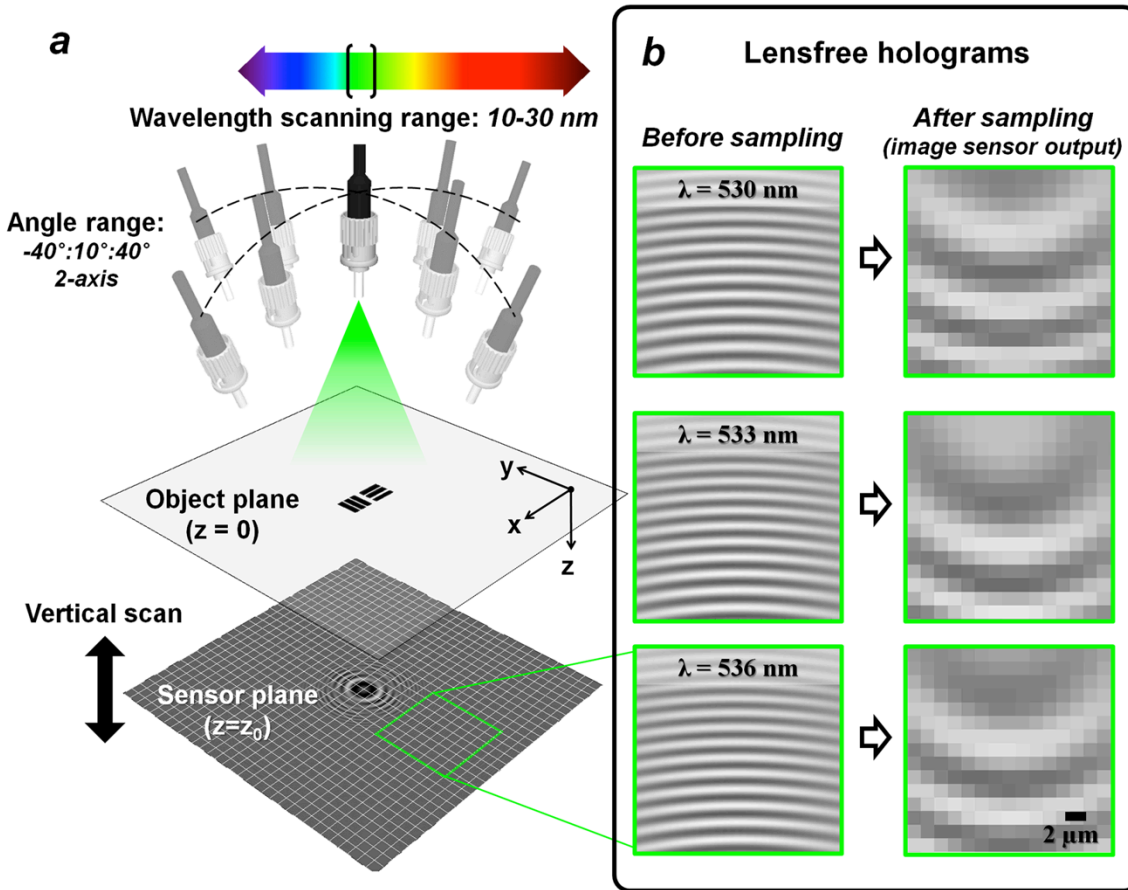 a
Wavelength scanning range: 10-30 nm
Angle range:
-40°:10°:40°
2-axis
Object plane
(z = 0)
y
x
z
Vertical scan
Sensor plane
(z=z₀)
b
Lensfree holograms
Before sampling
After sampling
(image sensor output)
λ = 530 nm
λ = 533 nm
λ = 536 nm
2 μm